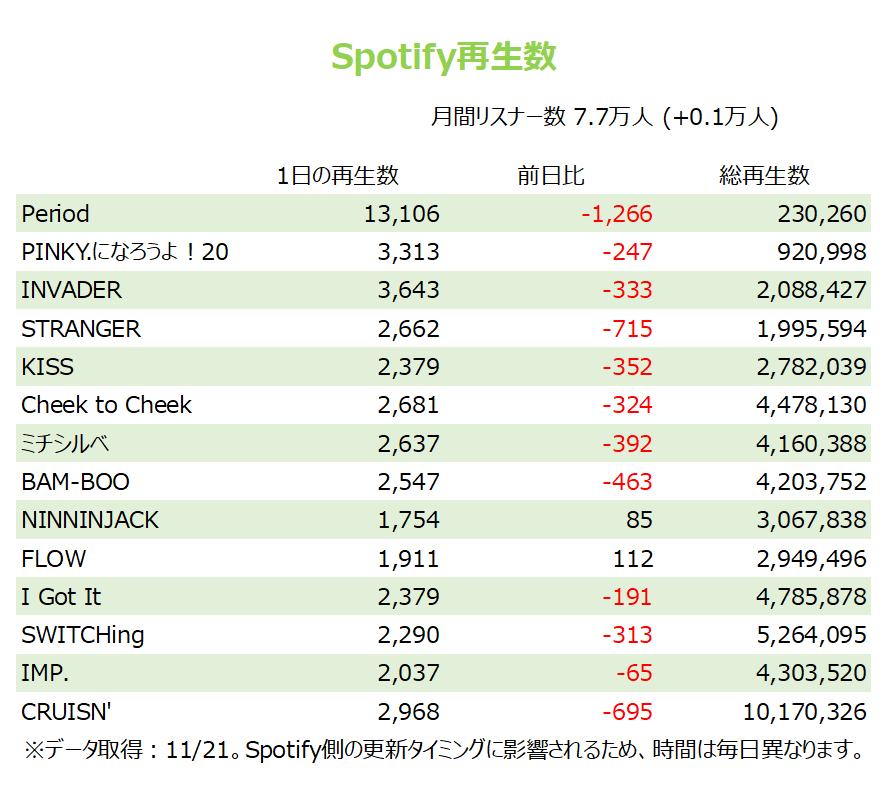 Spotify再生数
月間リスナー数 7.7万人 (+0.1万人)
1日の再生数 前日比 総再生数
Period 13,106 -1,266 230,260
PINKY.になろうよ！20 3,313 -247 920,998
INVADER 3,643 -333 2,088,427
STRANGER 2,662 -715 1,995,594
KISS 2,379 -352 2,782,039
Cheek to Cheek 2,681 -324 4,478,130
ミチシルベ 2,637 -392 4,160,388
BAM-BOO 2,547 -463 4,203,752
NINNINJACK 1,754 85 3,067,838
FLOW 1,911 112 2,949,496
I Got It 2,379 -191 4,785,878
SWITCHing 2,290 -313 5,264,095
IMP. 2,037 -65 4,303,520
CRUISN' 2,968 -695 10,170,326
※データ取得：11/21。Spotify側の更新タイミングに影響されるため、時間は毎日異なります。